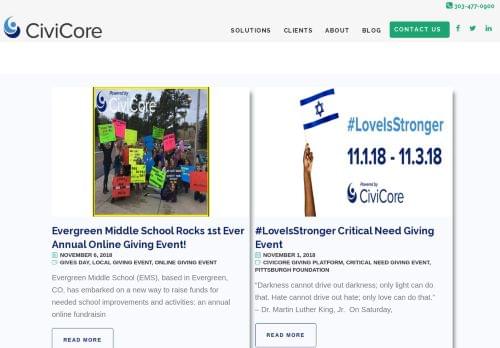 303-477-0900
CiviCore
SOLUTIONS CLIENTS ABOUT BLOG CONTACT US
Powered by
CiviCore
#LoveIsStronger
11.1.18 - 11.3.18
Powered by
CiviCore
Evergreen Middle School Rocks 1st Ever
Annual Online Giving Event!
NOVEMBER 6, 2018
GIVES DAY, LOCAL GIVING EVENT, ONLINE GIVING EVENT
Evergreen Middle School (EMS), based in Evergreen,
CO, has embarked on a new way to raise funds for
needed school improvements and activities: an annual
online fundraisin
READ MORE
#LoveIsStronger Critical Need Giving
Event
NOVEMBER 1, 2018
CIVICORE GIVING PLATFORM, CRITICAL NEED GIVING EVENT,
PITTSBURGH FOUNDATION
“Darkness cannot drive out darkness; only light can do
that. Hate cannot drive out hate; only love can do that.”
– Dr. Martin Luther King, Jr. On Saturday,
READ MORE